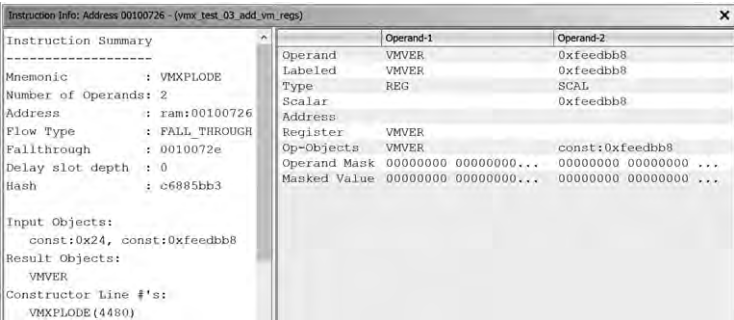 Instruction Info: Address 00100726 - (vmx_test_03_add_vm_regs)
Instruction Summary
-------------------
Mnemonic : VMXPLODE
Number of Operands: 2
Address : ram:00100726
Flow Type : FALL_THROUGH
Fallthrough : 0010072e
Delay slot depth : 0
Hash : c6885bb3
Input Objects:
const:0x24, const:0xfeedbb8
Result Objects:
VMVER
Constructor Line #'s:
VMXPLODE(4480)
Operand-1 Operand-2
Operand VMVER 0xfeedbb8
Labeled VMVER 0xfeedbb8
Type REG SCAL
Scalar 0xfeedbb8
Address
Register VMVER
Op-Objects VMVER const:0xfeedbb8
Operand Mask 00000000 00000000... 00000000 00000000 ...
Masked Value 00000000 00000000... 00000000 00000000 ...